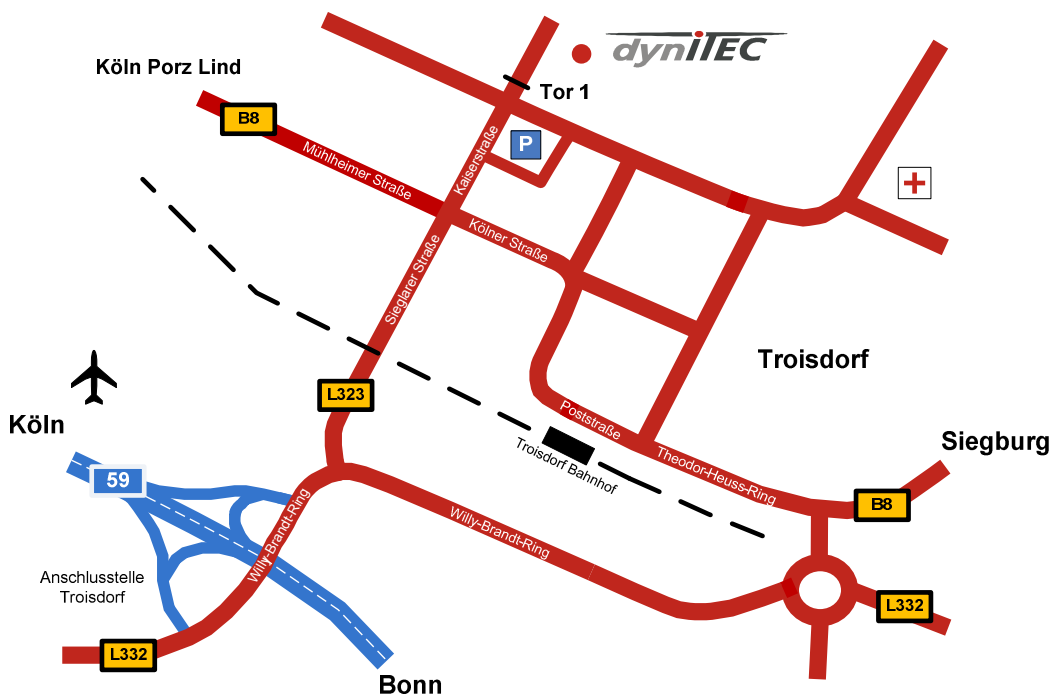 dyniTEC
Köln Porz Lind
Tor 1
B8
P
Mühlheimer Straße
Kaiserstraße
Kölner Straße
Sieglarer Straße
Troisdorf
L323
Köln
Poststraße
Troisdorf Bahnhof
Theodor-Heuss-Ring
Siegburg
59
B8
Willy-Brandt-Ring
Willy-Brandt-Ring
Anschlusstelle
Troisdorf
L332
L332
Bonn